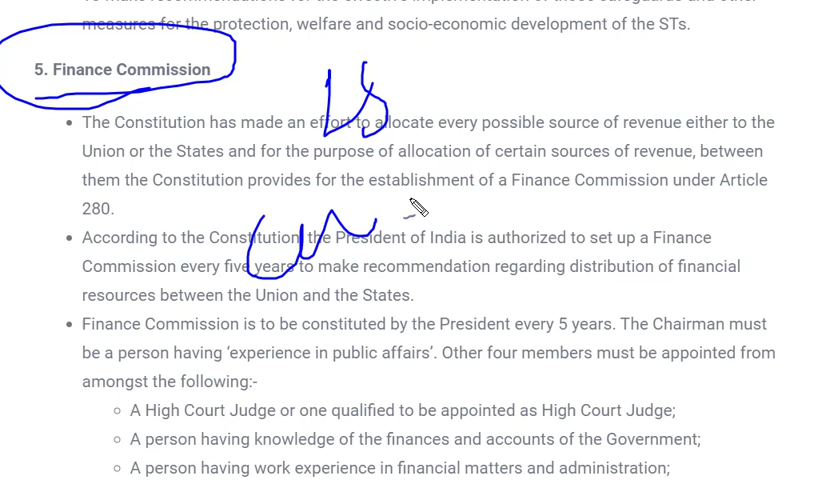 measures for the protection, welfare and socio-economic development of the STs.
5. Finance Commission
• The Constitution has made an effort to allocate every possible source of revenue either to the
Union or the States and for the purpose of allocation of certain sources of revenue, between
them the Constitution provides for the establishment of a Finance Commission under Article
280.
• According to the Constitution, the President of India is authorized to set up a Finance
Commission every five years to make recommendation regarding distribution of financial
resources between the Union and the States.
• Finance Commission is to be constituted by the President every 5 years. The Chairman must
be a person having ‘experience in public affairs’. Other four members must be appointed from
amongst the following:-
○ A High Court Judge or one qualified to be appointed as High Court Judge;
○ A person having knowledge of the finances and accounts of the Government;
○ A person having work experience in financial matters and administration;